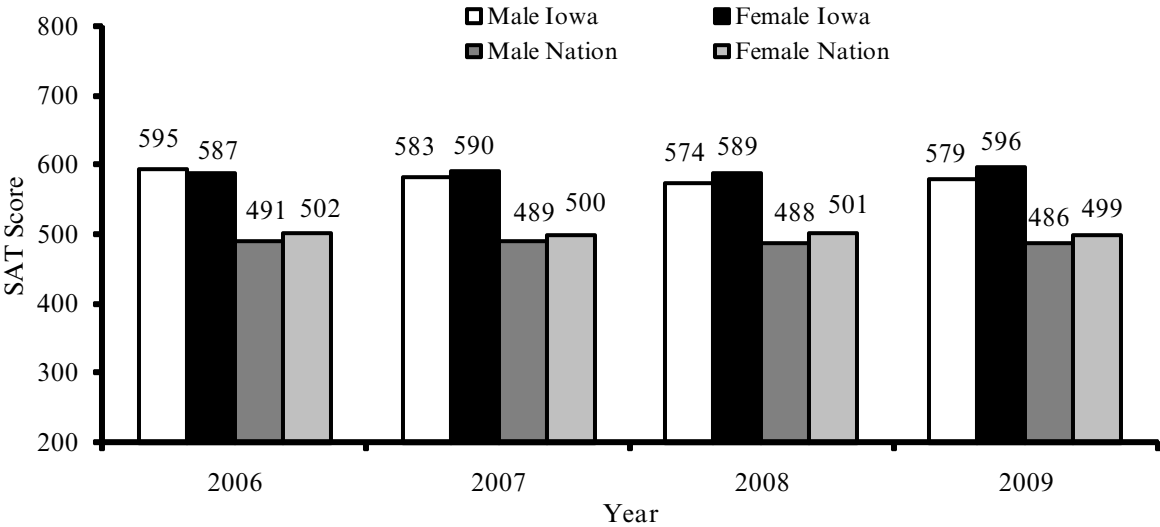 Male Iowa Female Iowa
Male Nation Female Nation
SAT Score
800
700
600
500
400
300
200
595 587 491 502
583 590 489 500
574 589 488 501
579 596 486 499
2006 2007 2008 2009
Year